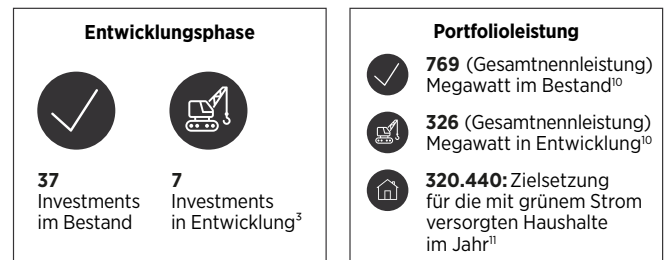 Entwicklungsphase
37
Investments
im Bestand
7
Investments
in Entwicklung³
Portfolioleistung
769 (Gesamtnennleistung)
Megawatt im Bestand¹⁰
326 (Gesamtnennleistung)
Megawatt in Entwicklung¹⁰
320.440: Zielsetzung
für die mit grünem Strom
versorgten Haushalte
im Jahr¹¹